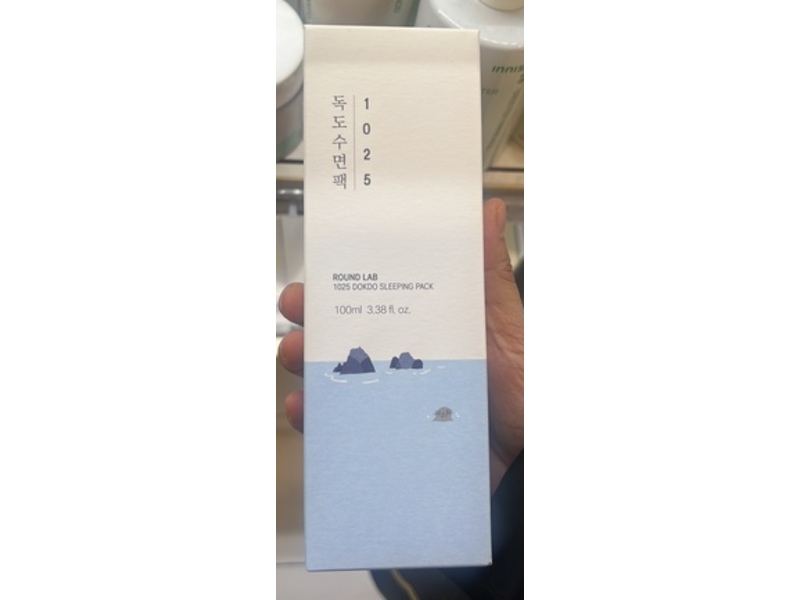 독도수면팩
1025
ROUND LAB
1025 DOKDO SLEEPING PACK
100ml 3.38 fl. oz.